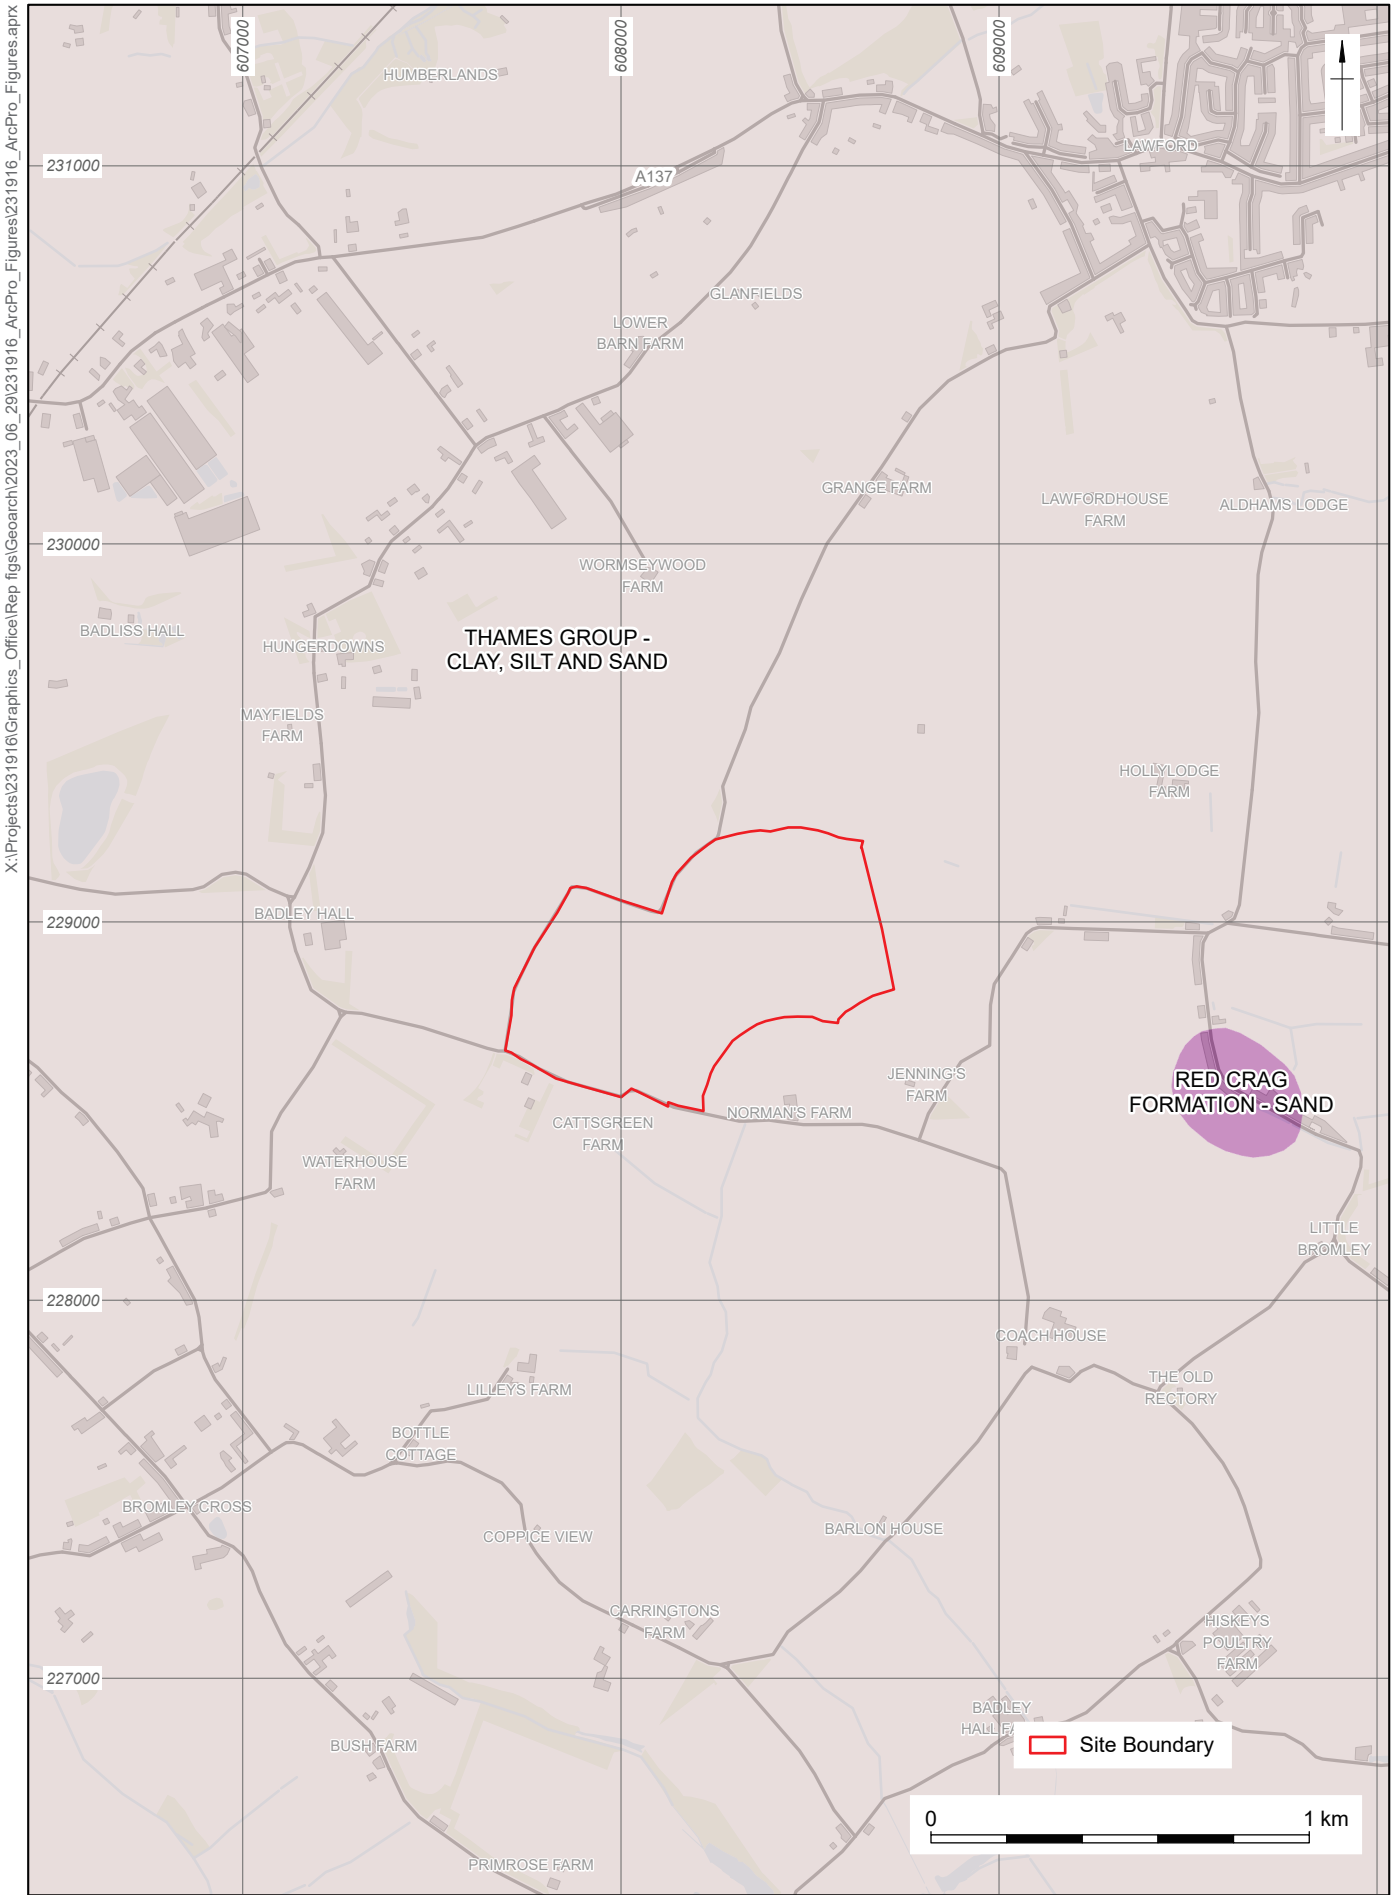 X:\Projects\231916\Graphics_Office\Rep figs\Geoarch\2023_06_29\231916_ArcPro_Figures\231916_ArcPro_Figures.aprx
607000
608000
609000
HUMBERLANDS
LAWFORD
231000
A137
GLANFIELDS
LOWER
BARN FARM
GRANGE FARM
LAWFORDHOUSE
FARM
ALDHAMS LODGE
230000
WORMSEYWOOD
FARM
BADLISS HALL
HUNGERDOWNS
THAMES GROUP -
CLAY, SILT AND SAND
MAYFIELDS
FARM
HOLLYLODGE
FARM
BADLEY HALL
229000
JENNING'S
FARM
RED CRAG
FORMATION - SAND
NORMAN'S FARM
CATTSGREEN
FARM
WATERHOUSE
FARM
LITTLE
BROMLEY
228000
COACH HOUSE
THE OLD
RECTORY
LILLEYS FARM
BOTTLE
COTTAGE
BROMLEY CROSS
COPPICE VIEW
BARLON HOUSE
CARRINGTONS
FARM
HISKEYS
POULTRY
FARM
227000
BADLEY
HALL FA
BUSH FARM
Site Boundary
0
1 km
PRIMROSE FARM